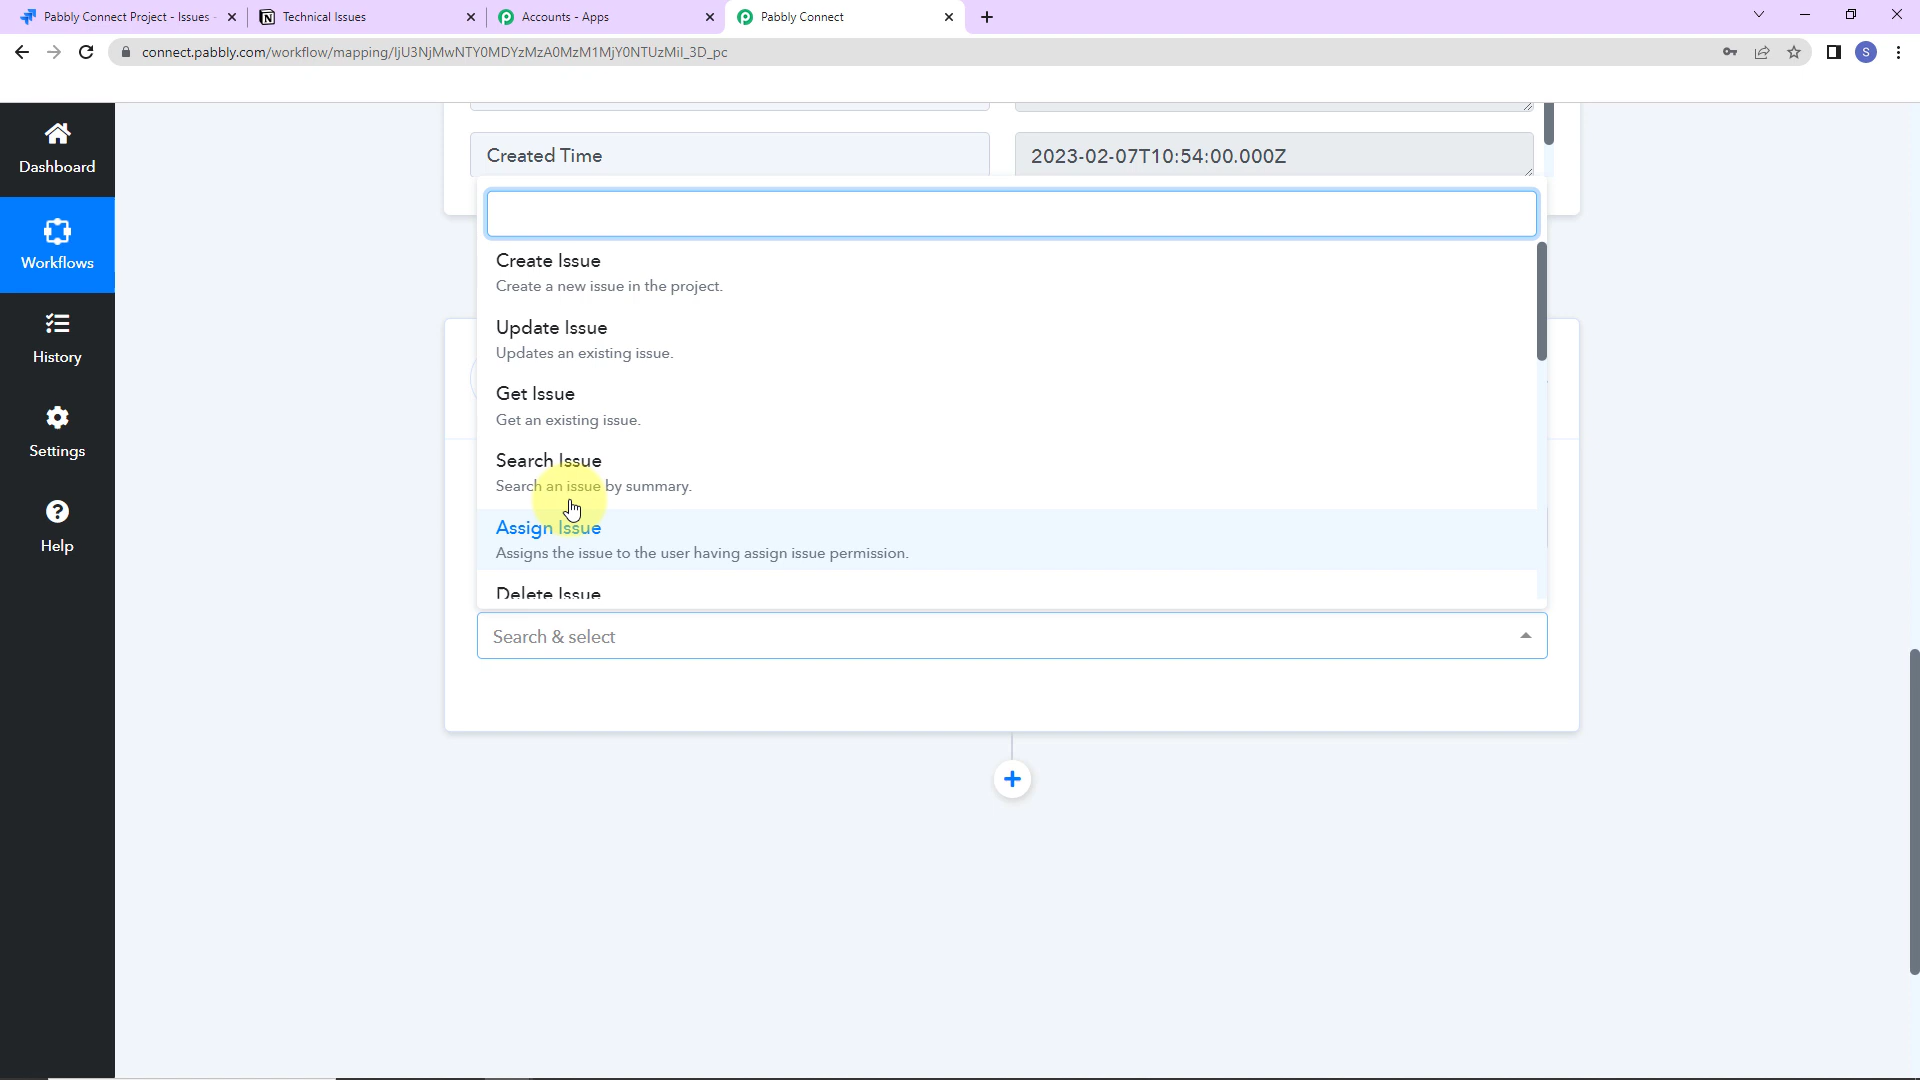 Pabbly Connect Project - Issues
Technical Issues
Accounts - Apps
Pabbly Connect
connect.pabbly.com/workflow/mapping/IjU3NjMwNTY0MDYzMzA0MzM1MjY0NTUzMiI_3D_pc
S
Dashboard
Workflows
History
Settings
Help
Created Time
2023-02-07T10:54:00.000Z
Create Issue
Create a new issue in the project.
Update Issue
Updates an existing issue.
Get Issue
Get an existing issue.
Search Issue
Search an issue by summary.
Assign Issue
Assigns the issue to the user having assign issue permission.
Delete Issue
Search & select